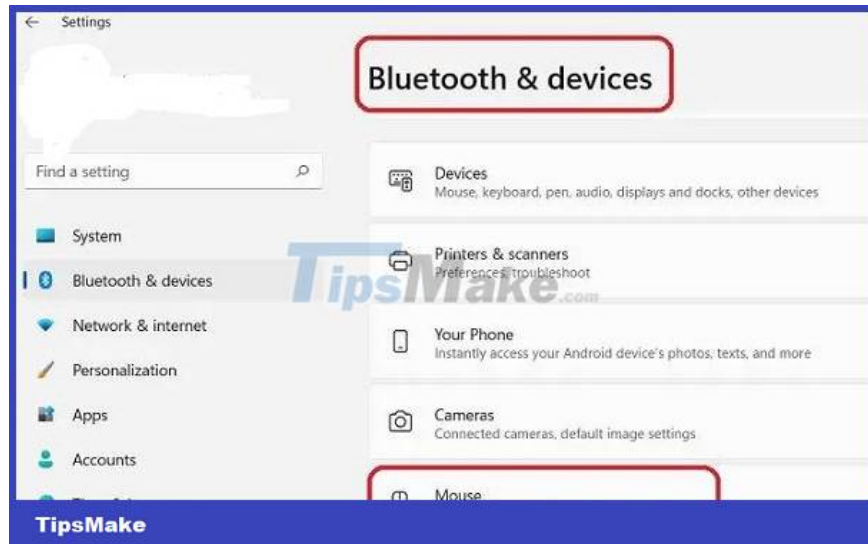 Settings
Bluetooth & devices
Find a setting
Devices
Mouse, keyboard, pen, audio, displays and docks, other devices
System
Printers & scanners
Preferences, troubleshoot
Bluetooth & devices
TipsMake.com
Network & internet
Your Phone
Instantly access your Android device's photos, texts, and more
Personalization
Apps
Cameras
Connected cameras, default image settings
Accounts
Mouse
TipsMake